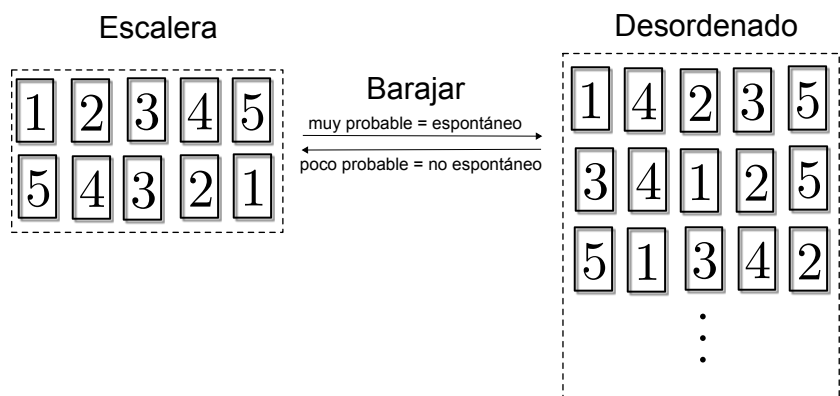 Escalera
1 2 3 4 5
5 4 3 2 1
Barajar
muy probable = espontáneo
poco probable = no espontáneo
Desordenado
1 4 2 3 5
3 4 1 2 5
5 1 3 4 2